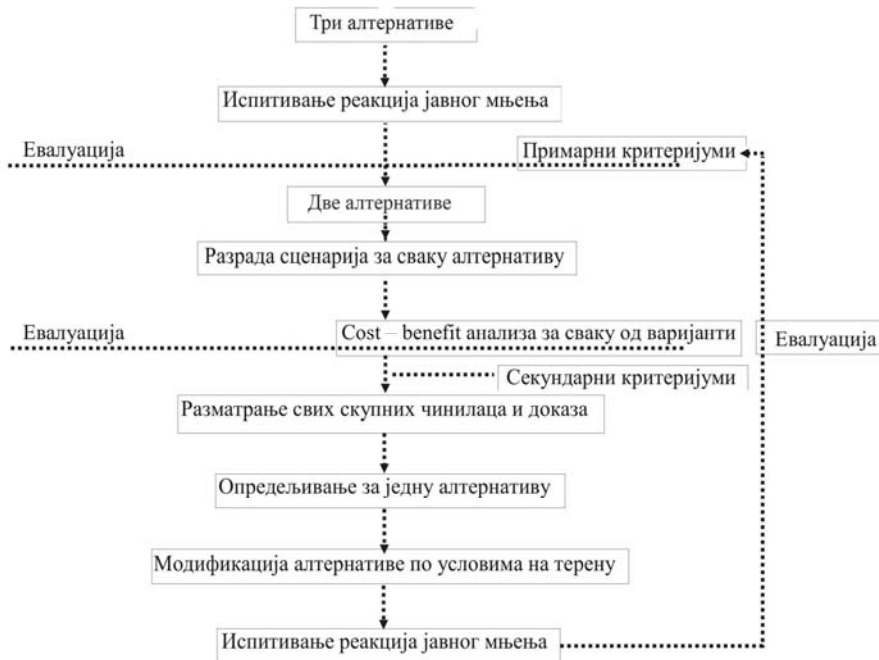 Три алтернативе
Испитивање реакција јавног мњења
Евалуација
Примарни критеријуми
Две алтернативе
Разрада сценарија за сваку алтернативу
Евалуација
Cost – benefit анализа за сваку од варијанти
Евалуација
Секундарни критеријуми
Разматрање свих скупних чинилаца и доказа
Опредељивање за једну алтернативу
Модификација алтернативе по условима на терену
Испитивање реакција јавног мњења